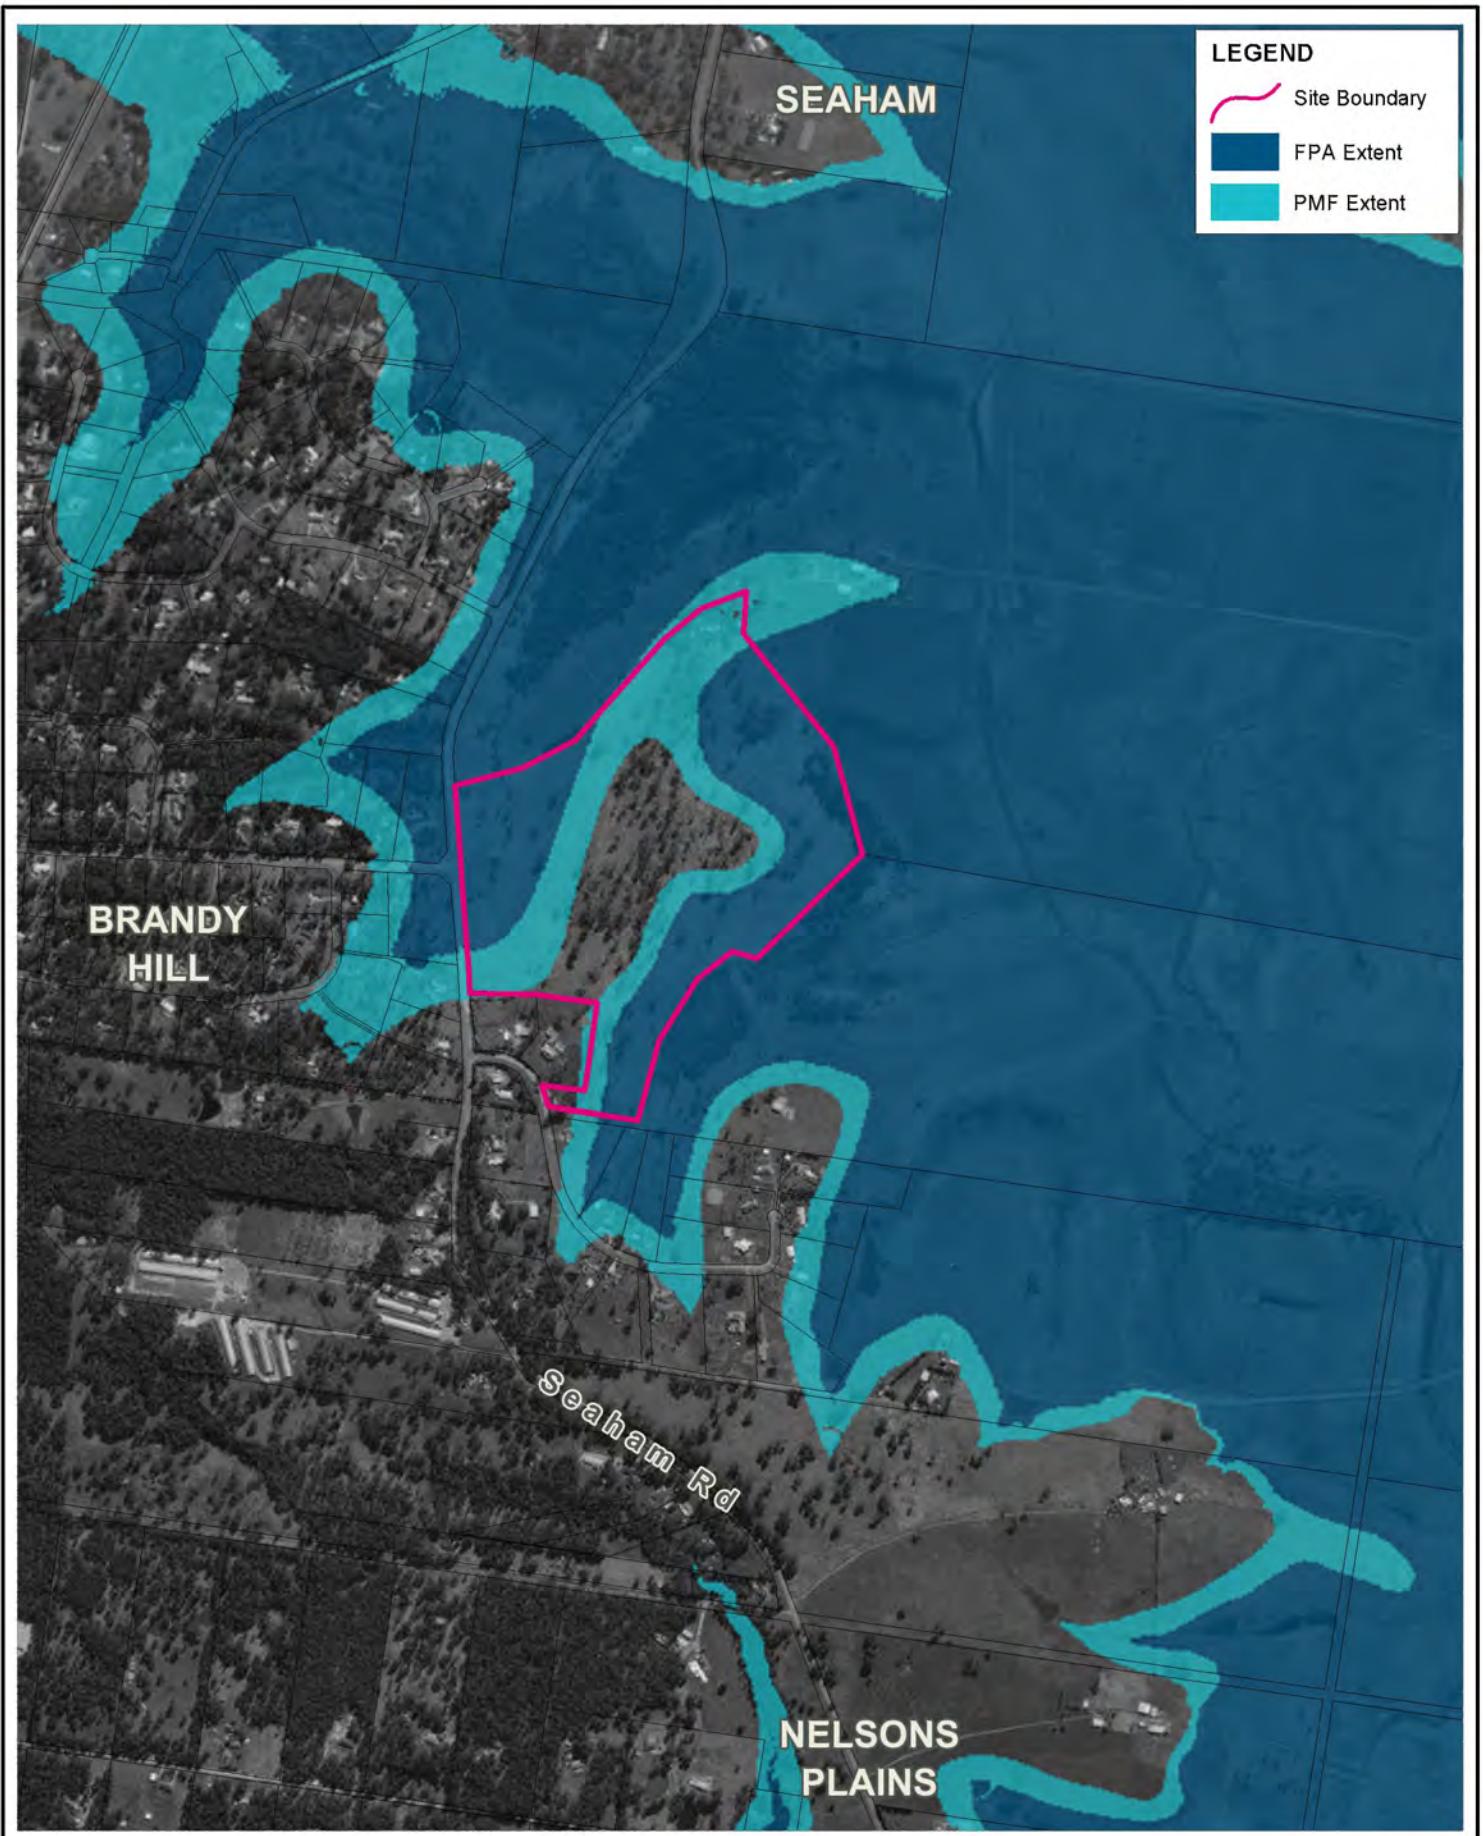 LEGEND
Site Boundary
FPA Extent
PMF Extent
SEAHAM
BRANDY
HILL
Seaham Rd
NELSONS
PLAINS